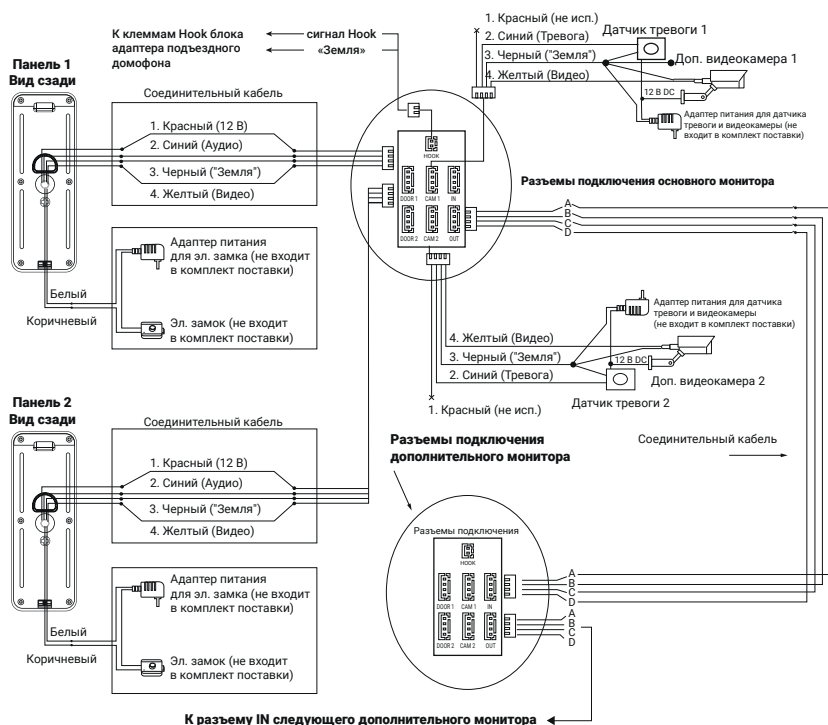 К клеммам Hook блока
адаптера подъездного
домофона
сигнал Hook
«Земля»
1. Красный (не исп.)
2. Синий (Тревога)
3. Черный ("Земля")
4. Желтый (Видео)
Датчик тревоги 1
Доп. видеокамера 1
12 В DC
Адаптер питания для датчика
тревоги и видеокамеры (не
входит в комплект поставки)
Панель 1
Вид сзади
Соединительный кабель
1. Красный (12 В)
2. Синий (Аудио)
3. Черный ("Земля")
4. Желтый (Видео)
HOOK
DOOR 1 CAM 1 IN
DOOR 2 CAM 2 OUT
Разъемы подключения основного монитора
A
B
C
D
Адаптер питания
для эл. замка (не входит
в комплект поставки)
Белый
Коричневый
Эл. замок (не входит
в комплект поставки)
Адаптер питания для датчика
тревоги и видеокамеры
(не входит в комплект поставки)
4. Желтый (Видео)
3. Черный ("Земля")
2. Синий (Тревога)
1. Красный (не исп.)
12 В DC
Доп. видеокамера 2
Датчик тревоги 2
Панель 2
Вид сзади
Соединительный кабель
1. Красный (12 В)
2. Синий (Аудио)
3. Черный ("Земля")
4. Желтый (Видео)
Разъемы подключения
дополнительного монитора
Соединительный кабель
Разъемы подключения
HOOK
DOOR 1 CAM 1 IN
DOOR 2 CAM 2 OUT
A
B
C
D
A
B
C
D
Адаптер питания
для эл. замка (не входит
в комплект поставки)
Белый
Коричневый
Эл. замок (не входит
в комплект поставки)
К разъему IN следующего дополнительного монитора